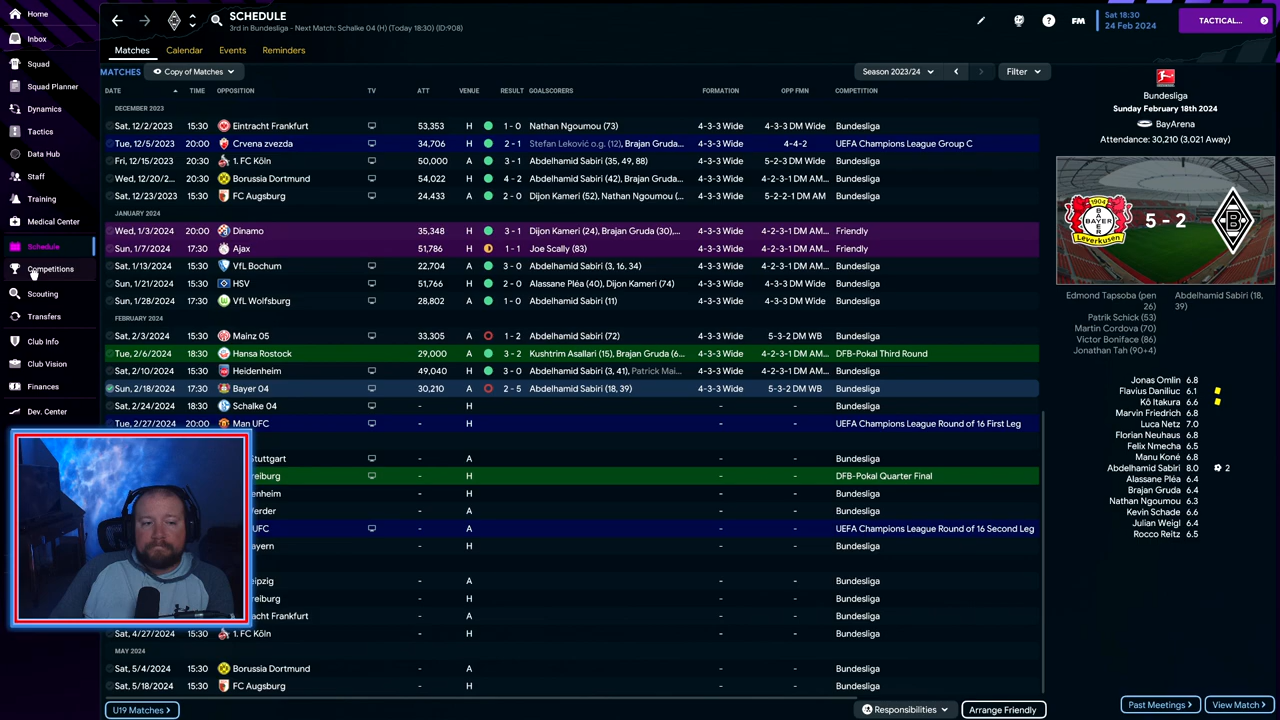 Home
Inbox
Squad
Squad Planner
Dynamics
Tactics
Data Hub
Staff
Training
Medical Center
Schedule
Competitions
Scouting
Transfers
Club Info
Club Vision
Finances
Dev. Center
SCHEDULE
3rd in Bundesliga - Next Match: Schalke 04 (H) (Today 18:30) (ID:908)
FM
Sat 18:30
24 Feb 2024
TACTICAL...
Matches Calendar Events Reminders
MATCHES Copy of Matches Season 2023/24 Filter
DATE TIME OPPOSITION TV ATT VENUE RESULT GOALSCORERS FORMATION OPP FMN COMPETITION
DECEMBER 2023
Sat, 12/2/2023 15:30 Eintracht Frankfurt 53,353 H 1 - 0 Nathan Ngoumou (73) 4-3-3 Wide 4-3-3 DM Wide Bundesliga
Tue, 12/5/2023 20:00 Crvena zvezda 34,706 H 2 - 1 Stefan Leković o.g. (12), Brajan Gruda... 4-3-3 Wide 4-4-2 UEFA Champions League Group C
Fri, 12/15/2023 20:30 1. FC Köln 50,000 A 3 - 1 Abdelhamid Sabiri (35, 49, 88) 4-3-3 Wide 5-2-3 DM Wide Bundesliga
Wed, 12/20/2... 20:30 Borussia Dortmund 54,022 H 4 - 2 Abdelhamid Sabiri (42), Brajan Gruda... 4-3-3 Wide 4-2-3-1 DM AM... Bundesliga
Sat, 12/23/2023 15:30 FC Augsburg 24,433 A 2 - 0 Dijon Kameri (52), Nathan Ngoumou (... 4-3-3 Wide 5-2-2-1 DM AM Bundesliga
JANUARY 2024
Wed, 1/3/2024 20:00 Dinamo 35,348 H 3 - 1 Dijon Kameri (24), Brajan Gruda (30),... 4-3-3 Wide 4-2-3-1 DM AM... Friendly
Sun, 1/7/2024 17:30 Ajax 51,786 H 1 - 1 Joe Scally (83) 4-3-3 Wide 4-2-3-1 DM AM... Friendly
Sat, 1/13/2024 15:30 VfL Bochum 22,704 A 3 - 0 Abdelhamid Sabiri (3, 16, 34) 4-3-3 Wide 4-2-3-1 DM AM... Bundesliga
Sun, 1/21/2024 15:30 HSV 51,766 H 2 - 0 Alassane Pléa (40), Dijon Kameri (74) 4-3-3 Wide 4-3-3 DM Wide Bundesliga
Sun, 1/28/2024 17:30 VfL Wolfsburg 28,802 A 1 - 0 Abdelhamid Sabiri (11) 4-3-3 Wide 4-3-3 DM Wide Bundesliga
FEBRUARY 2024
Sat, 2/3/2024 15:30 Mainz 05 33,305 A 1 - 2 Abdelhamid Sabiri (72) 4-3-3 Wide 5-3-2 DM WB Bundesliga
Tue, 2/6/2024 18:30 Hansa Rostock 29,000 A 3 - 2 Kushtrim Asallari (15), Brajan Gruda (6... 4-3-3 Wide 4-2-3-1 DM AM... DFB-Pokal Third Round
Sat, 2/10/2024 15:30 Heidenheim 49,040 H 3 - 0 Abdelhamid Sabiri (3, 41), Patrick Mai... 4-3-3 Wide 5-2-2-1 DM AM Bundesliga
Sun, 2/18/2024 17:30 Bayer 04 30,210 A 2 - 5 Abdelhamid Sabiri (18, 39) 4-3-3 Wide 5-3-2 DM WB Bundesliga
Sat, 2/24/2024 18:30 Schalke 04 - H - - Bundesliga
Tue, 2/27/2024 20:00 Man UFC - H - - UEFA Champions League Round of 16 First Leg
Stuttgart - A - - Bundesliga
reiburg - H - - DFB-Pokal Quarter Final
enheim - H - - Bundesliga
erder - A - - Bundesliga
UFC - A - - UEFA Champions League Round of 16 Second Leg
ayern - H - - Bundesliga
eipzig - A - - Bundesliga
reiburg - H - - Bundesliga
acht Frankfurt - A - - Bundesliga
Sat, 4/27/2024 15:30 1. FC Köln - H - - Bundesliga
MAY 2024
Sat, 5/4/2024 15:30 Borussia Dortmund - A - - Bundesliga
Sat, 5/18/2024 15:30 FC Augsburg - H - - Bundesliga
U19 Matches Responsibilities Arrange Friendly
Bundesliga
Sunday February 18th 2024
BayArena
Attendance: 30,210 (3,021 Away)
1904
BAYER
Leverkusen
5 - 2
Edmond Tapsoba (pen 26)
Patrik Schick (53)
Martin Cordova (70)
Victor Boniface (86)
Jonathan Tah (90+4)
Abdelhamid Sabiri (18, 39)
Jonas Omlin 6.8
Flavius Daniliuc 6.1
Kō Itakura 6.6
Marvin Friedrich 6.8
Luca Netz 7.0
Florian Neuhaus 6.8
Felix Nmecha 6.5
Manu Koné 6.8
Abdelhamid Sabiri 8.0 2
Alassane Pléa 6.4
Brajan Gruda 6.4
Nathan Ngoumou 6.3
Kevin Schade 6.6
Julian Weigl 6.4
Rocco Reitz 6.5
Past Meetings View Match